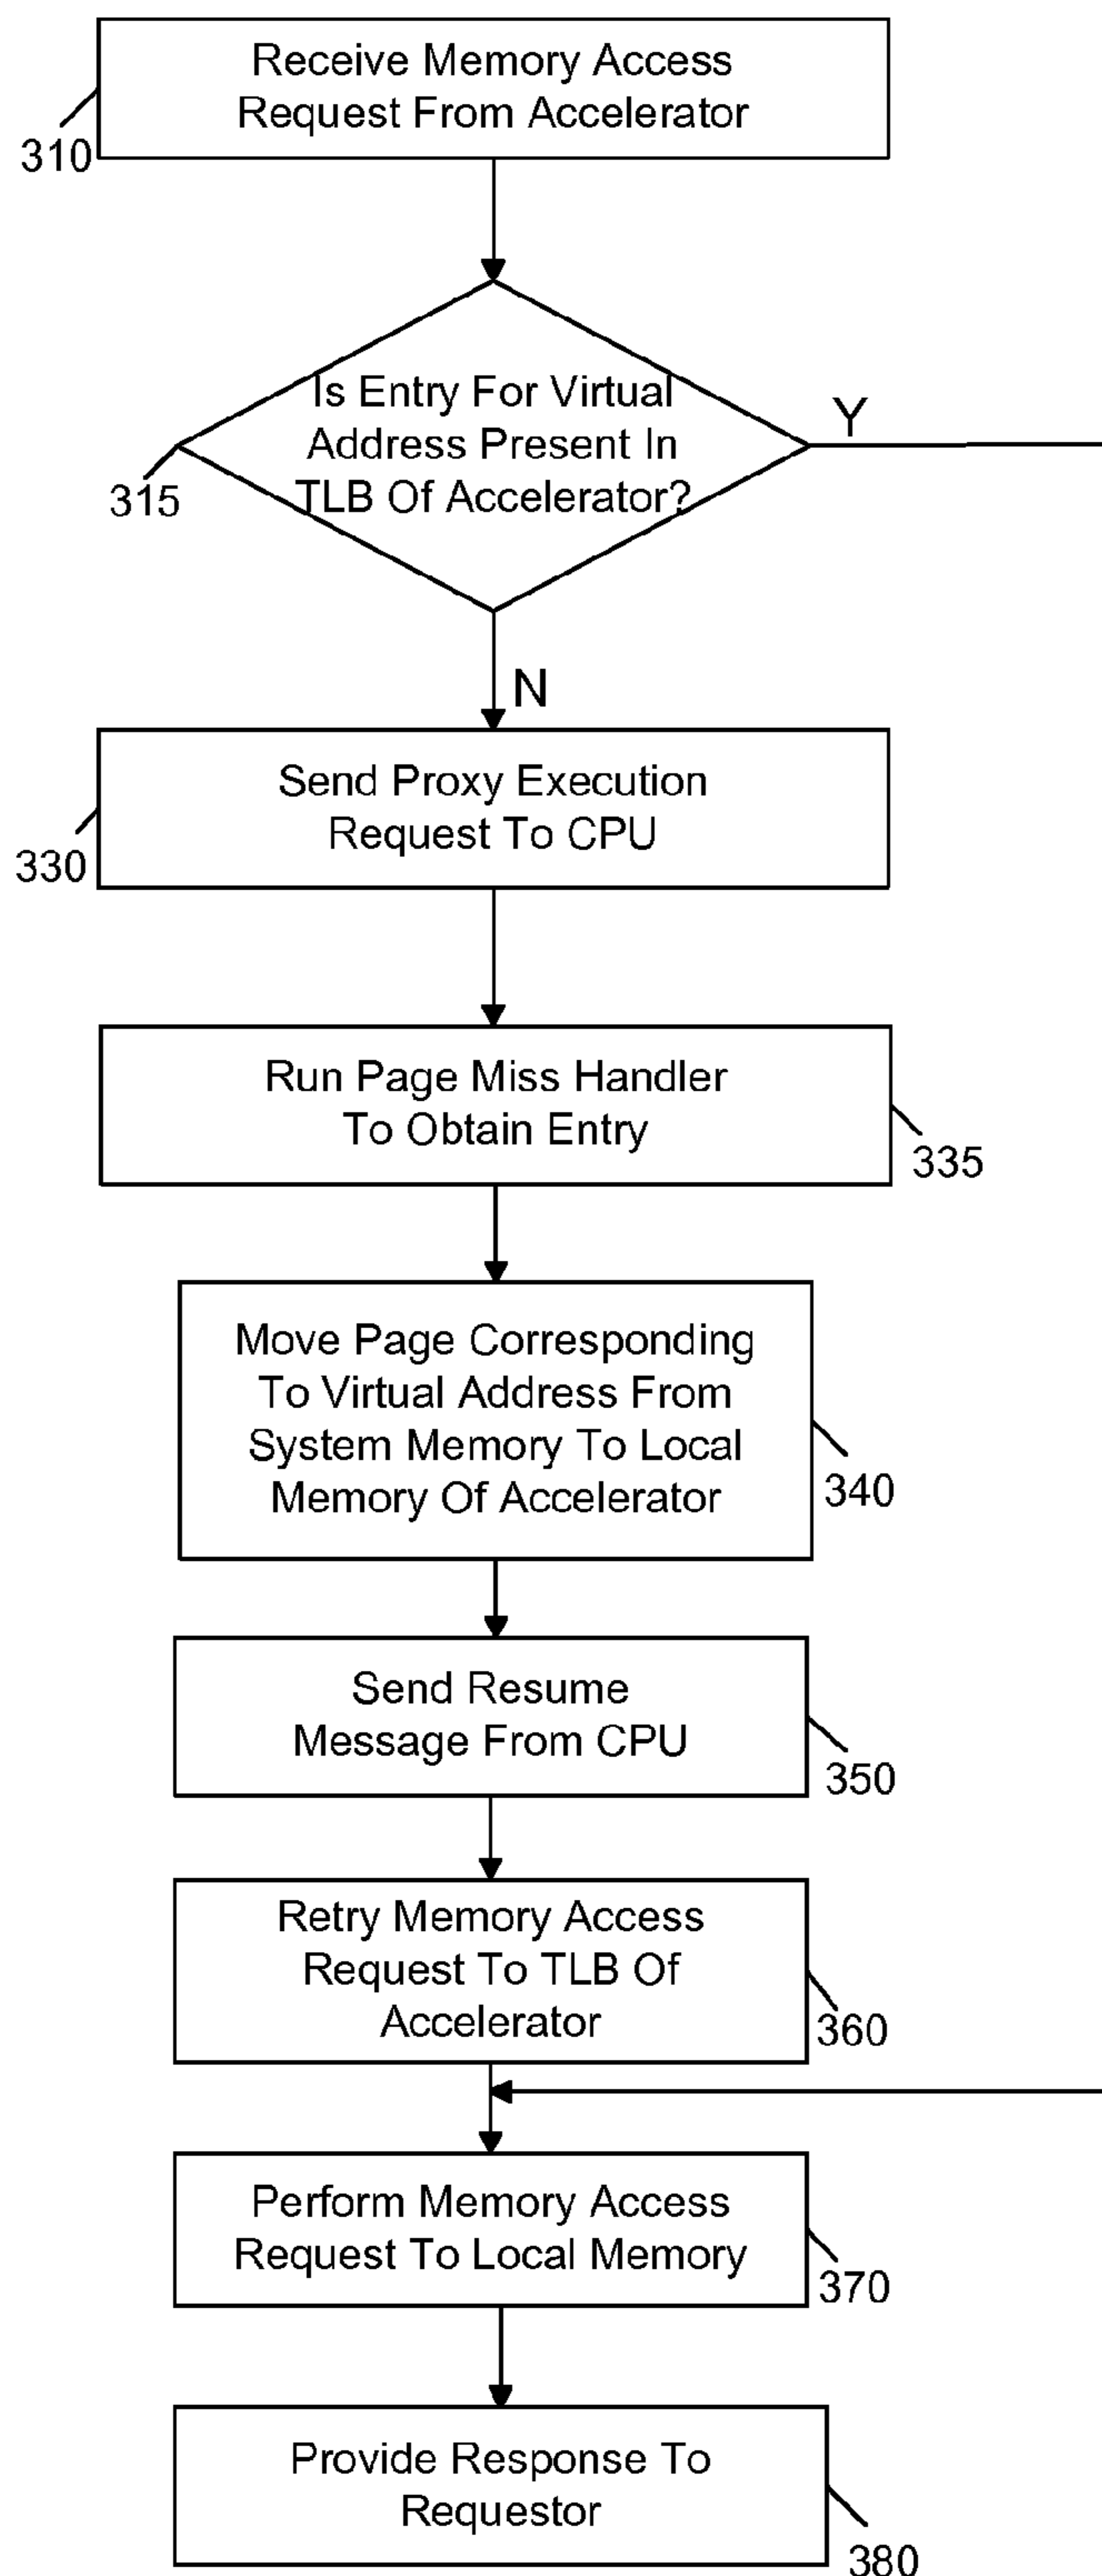 Receive Memory Access
Request From Accelerator
310
Is Entry For Virtual
Address Present In
TLB Of Accelerator?
Y
315
N
Send Proxy Execution
Request To CPU
330
Run Page Miss Handler
To Obtain Entry
335
Move Page Corresponding
To Virtual Address From
System Memory To Local
Memory Of Accelerator
340
Send Resume
Message From CPU
350
Retry Memory Access
Request To TLB Of
Accelerator
360
Perform Memory Access
Request To Local Memory
370
Provide Response To
Requestor
380